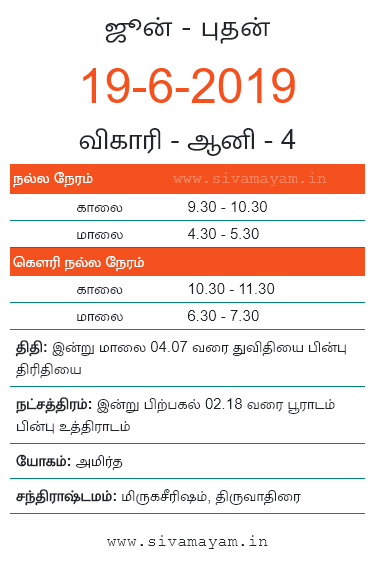 ஜூன் - புதன்
19-6-2019
விகாரி - ஆனி - 4
நல்ல நேரம் www.sivamayam.in
காலை 9.30 - 10.30
மாலை 4.30 - 5.30
கௌரி நல்ல நேரம்
காலை 10.30 - 11.30
மாலை 6.30 - 7.30
திதி: இன்று மாலை 04.07 வரை துவிதியை பின்பு
திரிதியை
நட்சத்திரம்: இன்று பிற்பகல் 02.18 வரை பூராடம்
பின்பு உத்திராடம்
யோகம்: அமிர்த
சந்திராஷ்டமம்: மிருகசீரிஷம், திருவாதிரை
www.sivamayam.in